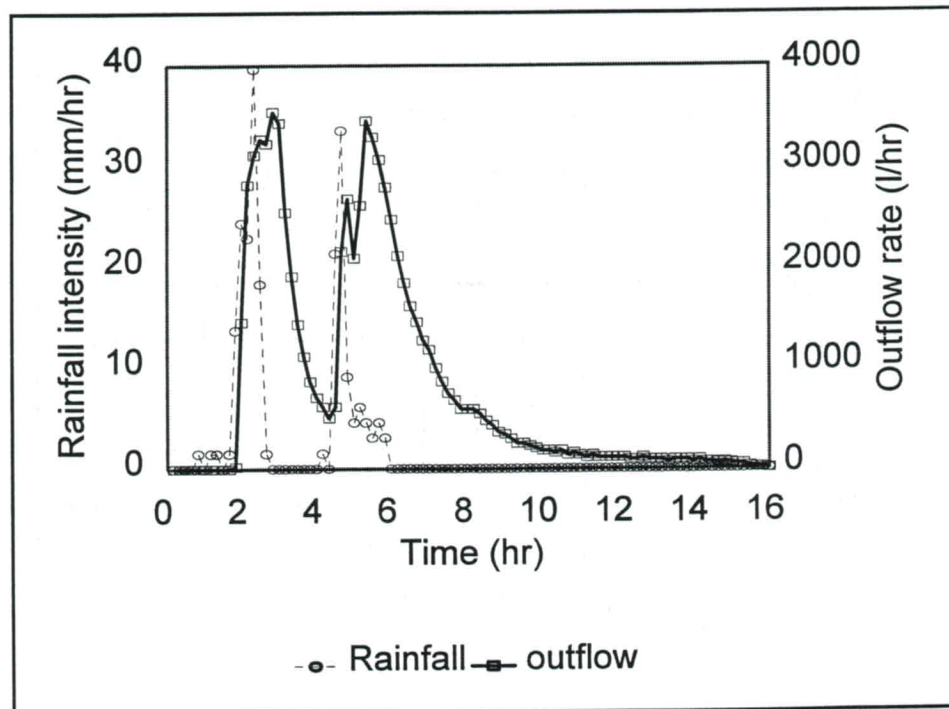 40
30
20
10
0
Rainfall intensity (mm/hr)
4000
3000
2000
1000
0
Outflow rate (l/hr)
0 2 4 6 8 10 12 14 16
Time (hr)
Rainfall outflow